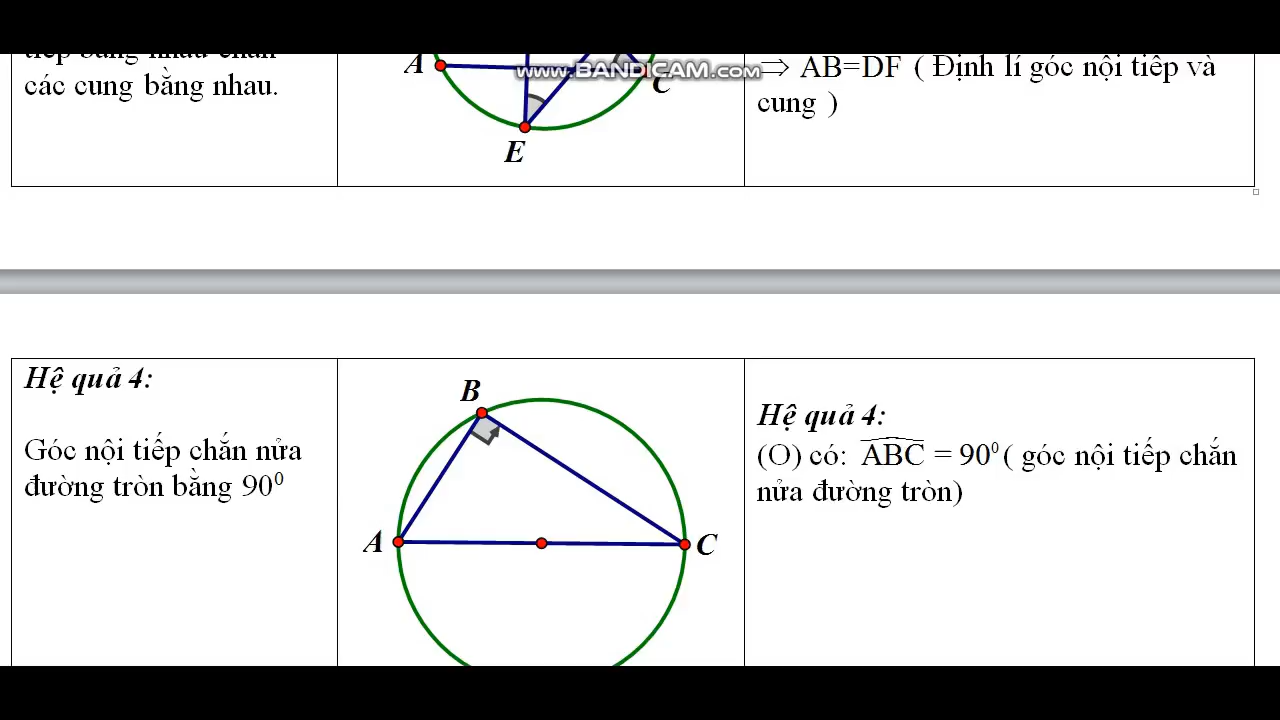 các cung bằng nhau.
A
C
E
www.BANDICAM.com
⇒ AB=DF ( Định lí góc nội tiếp và
cung )
Hệ quả 4:
Góc nội tiếp chắn nửa
đường tròn bằng 90⁰
B
A
C
Hệ quả 4:
(O) có: ABC = 90⁰ ( góc nội tiếp chắn
nửa đường tròn)